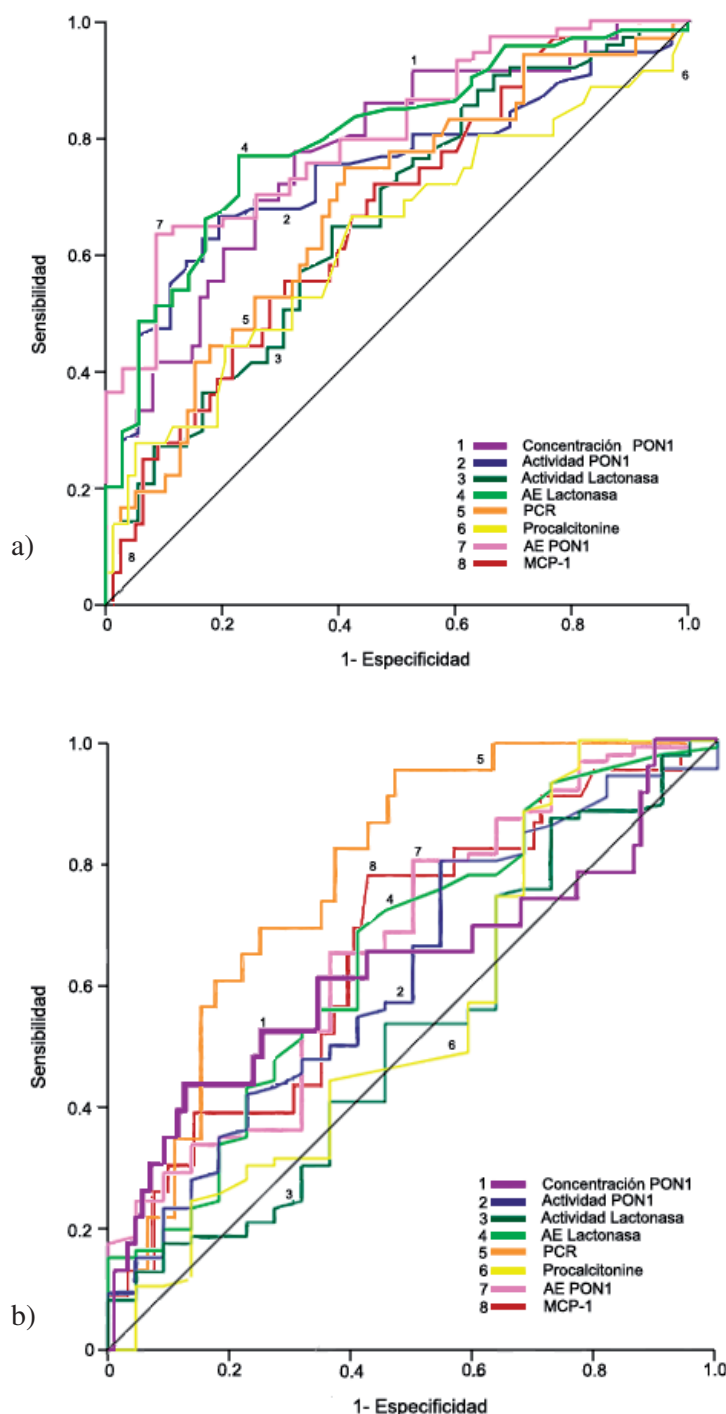 1.0
0.8
0.6
0.4
0.2
0
Sensibilidad
a)
1
4
7
2
5
3
8
6
1 Concentración PON1
2 Actividad PON1
3 Actividad Lactonasa
4 AE Lactonasa
5 PCR
6 Procalcitonine
7 AE PON1
8 MCP-1
0 0.2 0.4 0.6 0.8 1.0
1- Especificidad
1.0
0.8
0.6
0.4
0.2
0
Sensibilidad
b)
5
7
8
4
1
2
6
3
1 Concentración PON1
2 Actividad PON1
3 Actividad Lactonasa
4 AE Lactonasa
5 PCR
6 Procalcitonine
7 AE PON1
8 MCP-1
0 0.2 0.4 0.6 0.8 1.0
1- Especificidad